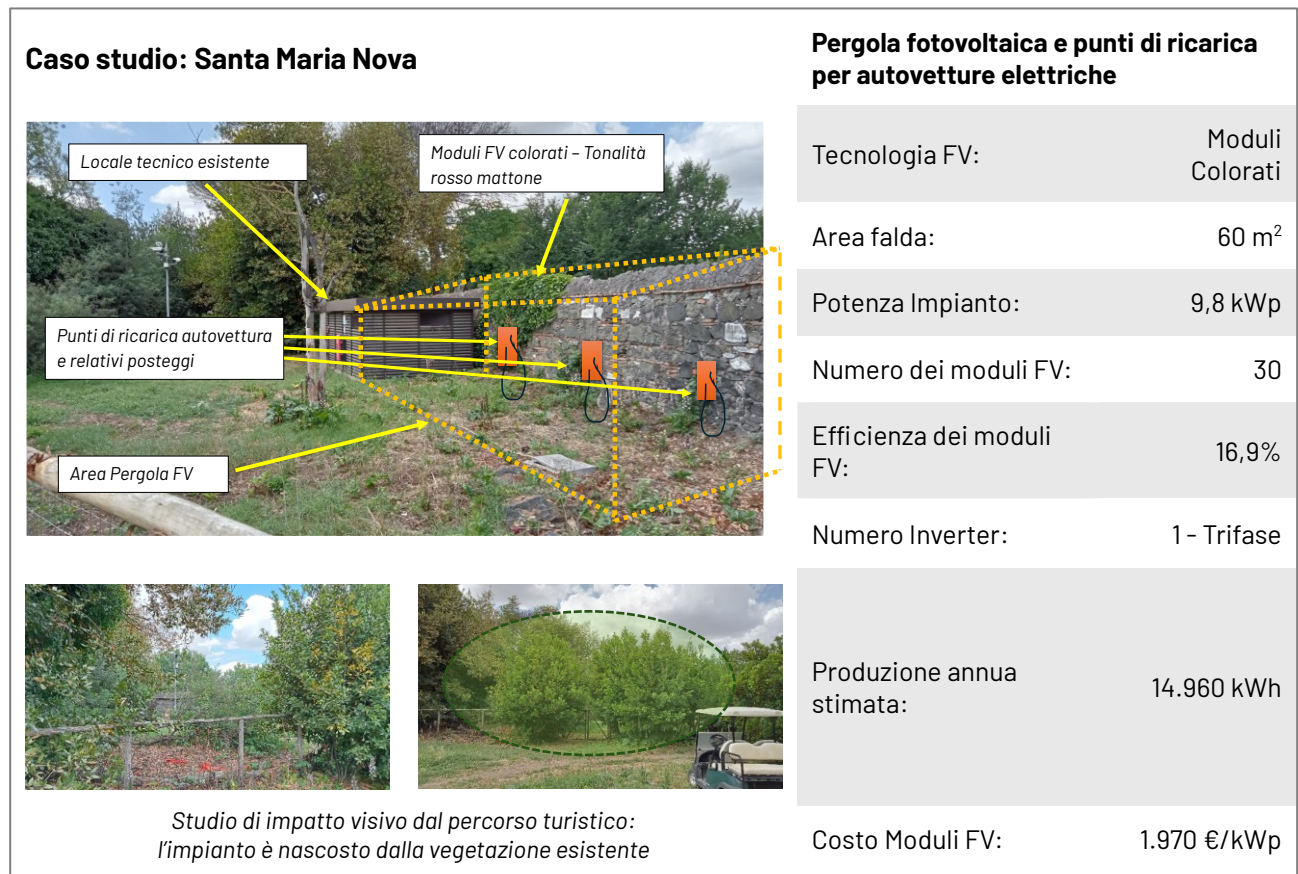 Caso studio: Santa Maria Nova
Locale tecnico esistente
Moduli FV colorati – Tonalità
rosso mattone
Punti di ricarica autovettura
e relativi posteggi
Area Pergola FV
Studio di impatto visivo dal percorso turistico:
l'impianto è nascosto dalla vegetazione esistente
Pergola fotovoltaica e punti di ricarica
per autovetture elettriche
Tecnologia FV: Moduli
Colorati
Area falda: 60 m²
Potenza Impianto: 9,8 kWp
Numero dei moduli FV: 30
Efficienza dei moduli
FV: 16,9%
Numero Inverter: 1 - Trifase
Produzione annua
stimata: 14.960 kWh
Costo Moduli FV: 1.970 €/kWp